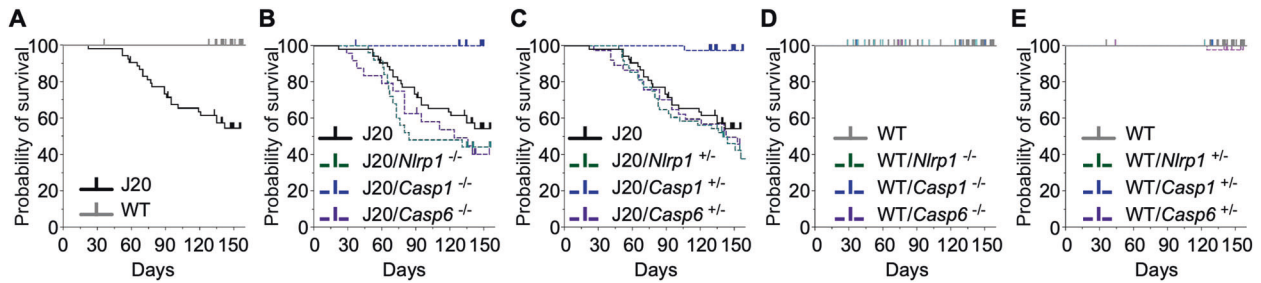 A
Probability of survival
100
80
60
40
20
0
J20
WT
0 30 60 90 120 150
Days
B
Probability of survival
100
80
60
40
20
0
J20
J20/Nlrp1 -/-
J20/Casp1 -/-
J20/Casp6 -/-
0 30 60 90 120 150
Days
C
Probability of survival
100
80
60
40
20
0
J20
J20/Nlrp1 +/-
J20/Casp1 +/-
J20/Casp6 +/-
0 30 60 90 120 150
Days
D
Probability of survival
100
80
60
40
20
0
WT
WT/Nlrp1 -/-
WT/Casp1 -/-
WT/Casp6 -/-
0 30 60 90 120 150
Days
E
Probability of survival
100
80
60
40
20
0
WT
WT/Nlrp1 +/-
WT/Casp1 +/-
WT/Casp6 +/-
0 30 60 90 120 150
Days